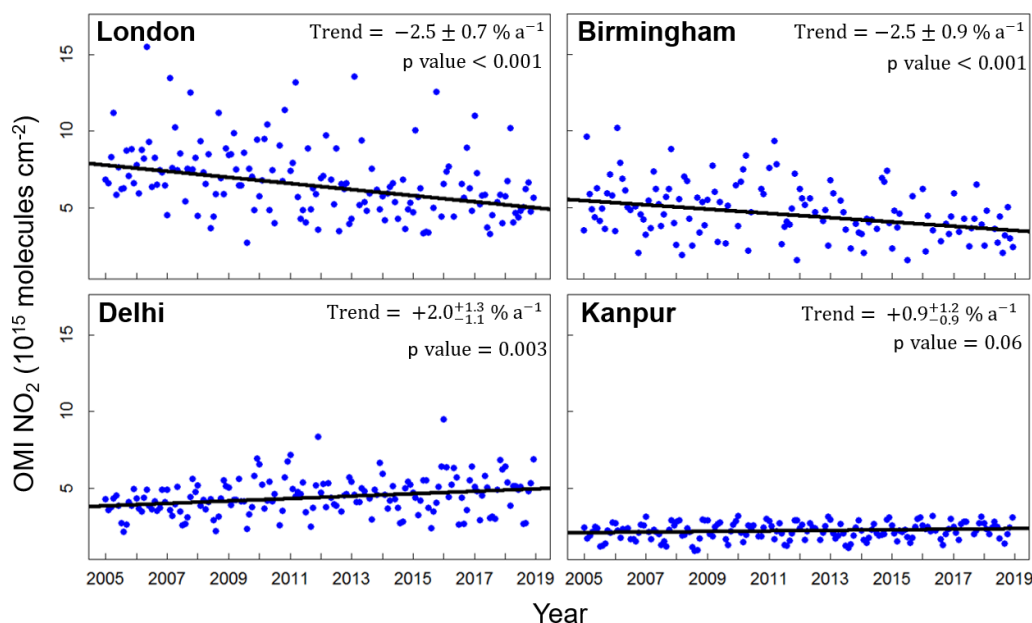 London
Trend = −2.5 ± 0.7 % a⁻¹
p value < 0.001
Birmingham
Trend = −2.5 ± 0.9 % a⁻¹
p value < 0.001
15
10
5
Delhi
Trend = +2.0 +1.3 −1.1 % a⁻¹
p value = 0.003
Kanpur
Trend = +0.9 +1.2 −0.9 % a⁻¹
p value = 0.06
15
10
5
OMI NO₂ (10¹⁵ molecules cm⁻²)
2005 2007 2009 2011 2013 2015 2017 2019
2005 2007 2009 2011 2013 2015 2017 2019
Year